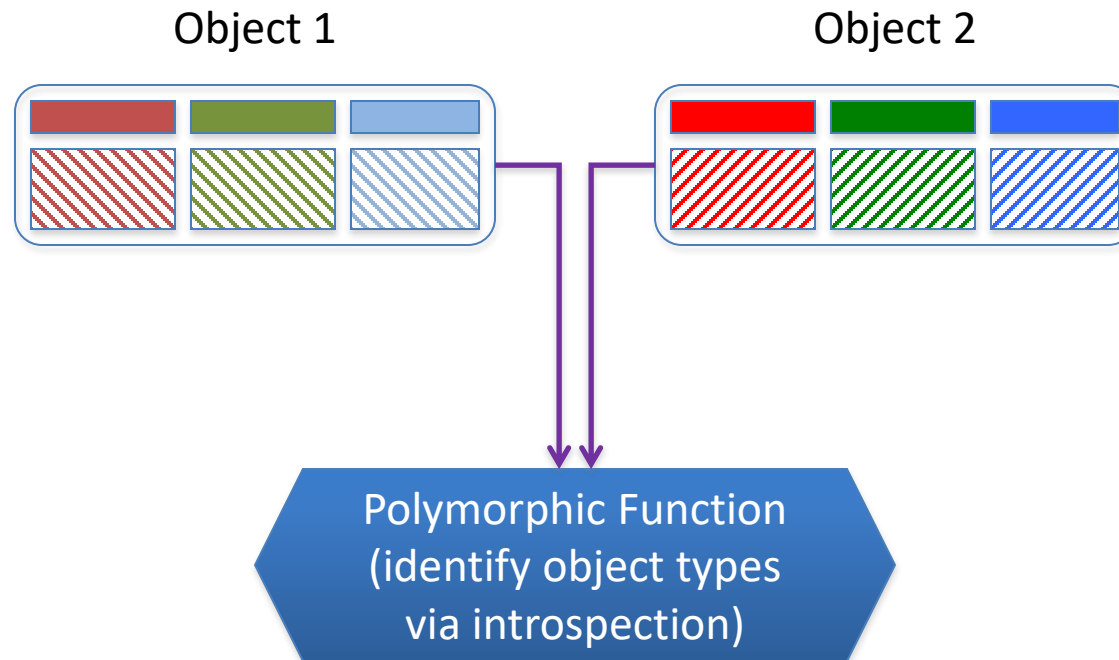 Object 1
Object 2
Polymorphic Function
(identify object types
via introspection)